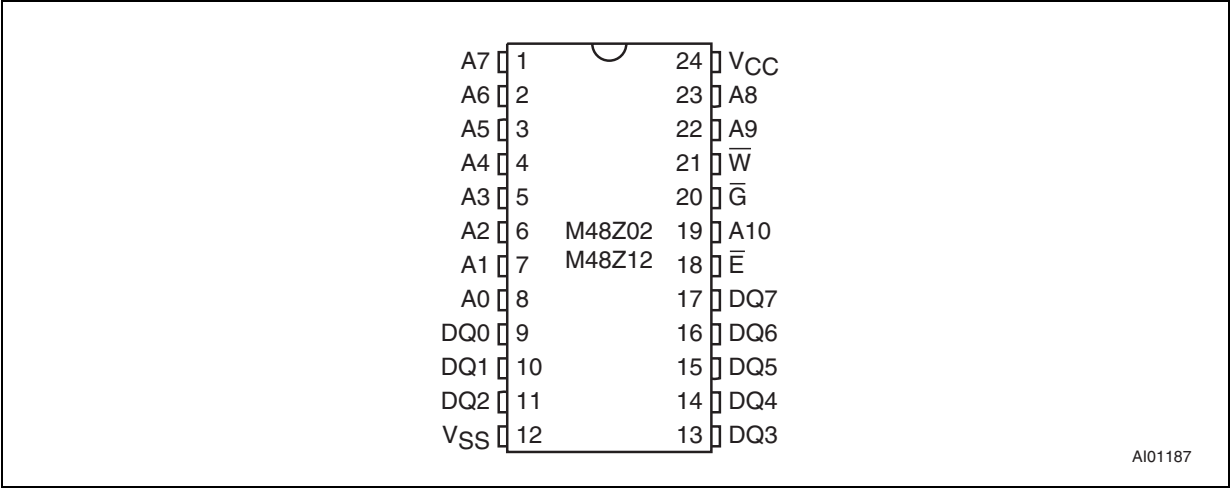 A7 1 24 VCC
A6 2 23 A8
A5 3 22 A9
A4 4 21 W̅
A3 5 20 G̅
A2 6 M48Z02 19 A10
A1 7 M48Z12 18 E̅
A0 8 17 DQ7
DQ0 9 16 DQ6
DQ1 10 15 DQ5
DQ2 11 14 DQ4
VSS 12 13 DQ3
AI01187